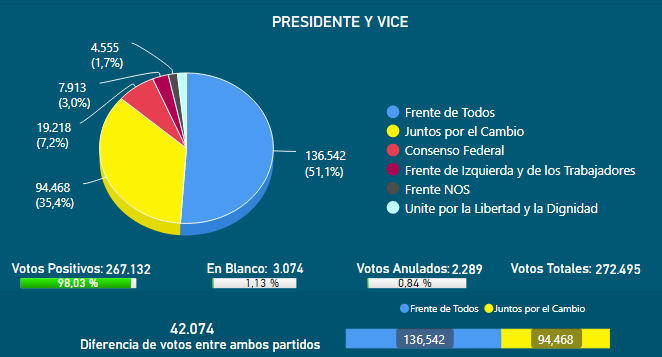 PRESIDENTE Y VICE
4.555
(1,7%)
7.913
(3,0%)
19.218
(7,2%)
94.468
(35,4%)
136.542
(51,1%)
Frente de Todos
Juntos por el Cambio
Consenso Federal
Frente de Izquierda y de los Trabajadores
Frente NOS
Unite por la Libertad y la Dignidad
Votos Positivos: 267.132
98,03 %
En Blanco: 3.074
1,13 %
Votos Anulados: 2.289
0,84 %
Votos Totales: 272.495
Frente de Todos Juntos por el Cambio
42.074
Diferencia de votos entre ambos partidos
136,542 94,468